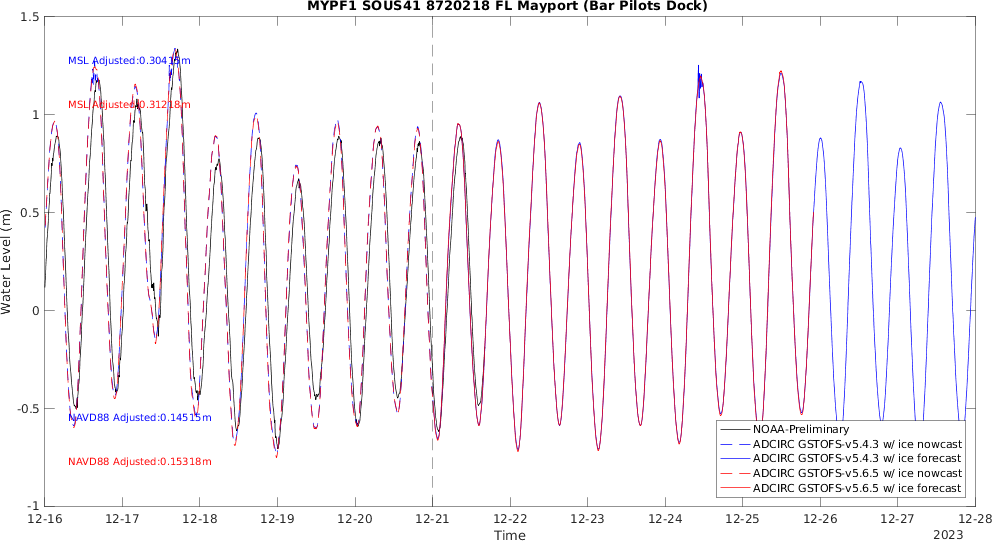 MYPF1 SOUS41 8720218 FL Mayport (Bar Pilots Dock)
1.5
1
0.5
0
-0.5
-1
Water Level (m)
MSL Adjusted:0.30415m
MSL Adjusted:0.31218m
NAVD88 Adjusted:0.14515m
NAVD88 Adjusted:0.15318m
NOAA-Preliminary
ADCIRC GSTOFS-v5.4.3 w/ ice nowcast
ADCIRC GSTOFS-v5.4.3 w/ ice forecast
ADCIRC GSTOFS-v5.6.5 w/ ice nowcast
ADCIRC GSTOFS-v5.6.5 w/ ice forecast
12-16 12-17 12-18 12-19 12-20 12-21 12-22 12-23 12-24 12-25 12-26 12-27 12-28
Time
2023